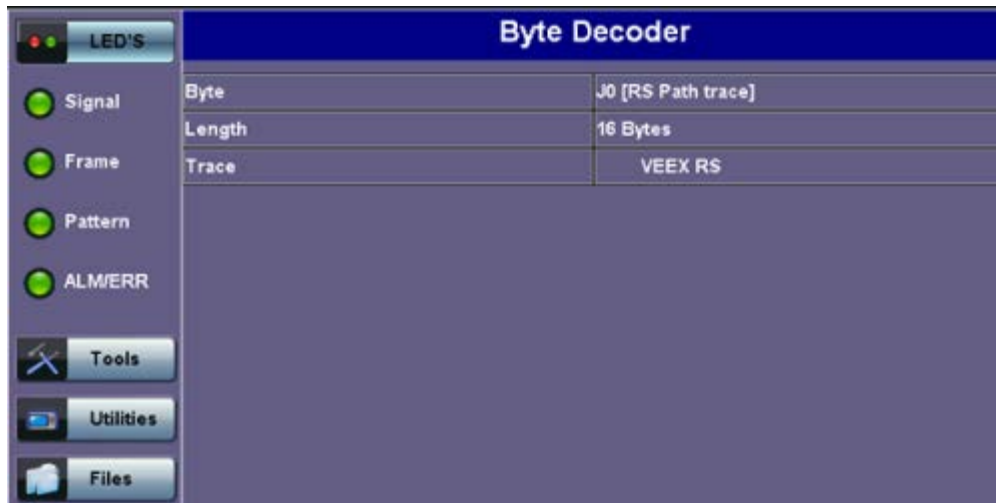 LED'S
Byte Decoder
Signal
Frame
Pattern
ALM/ERR
Tools
Utilities
Files
Byte J0 [RS Path trace]
Length 16 Bytes
Trace VEEX RS